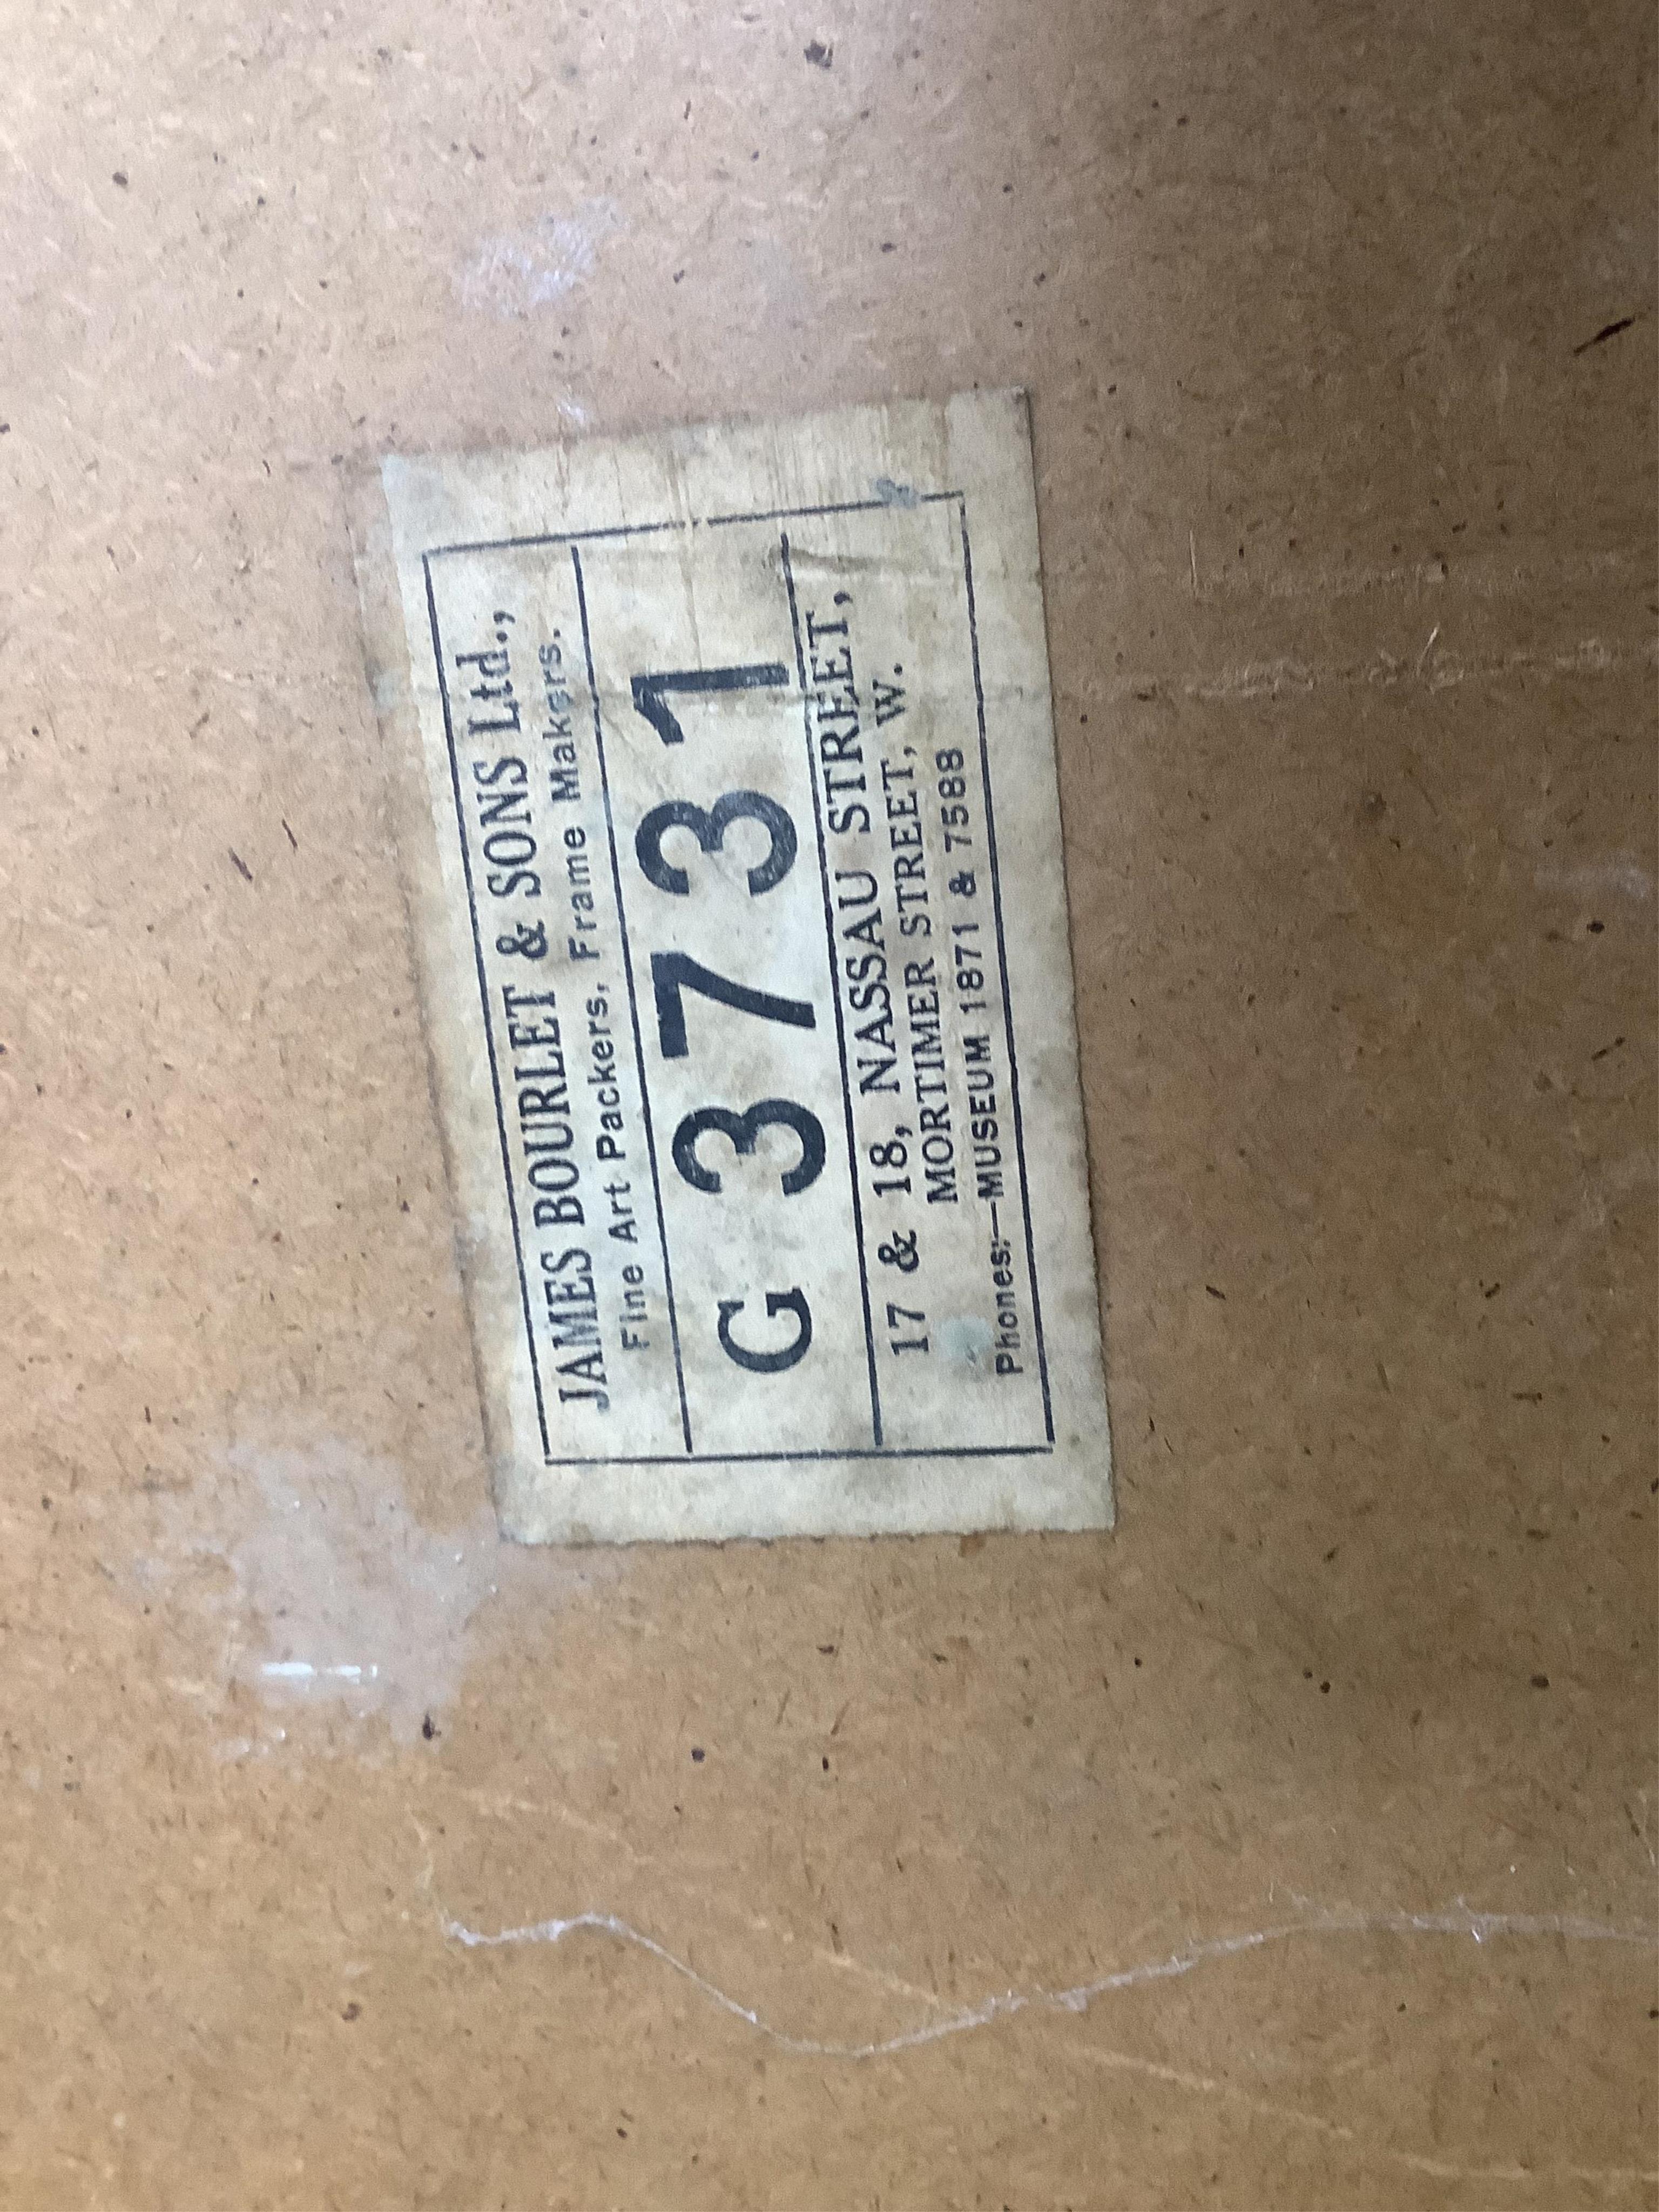 JAMES BOURLET & SONS Ltd.,
Fine Art Packers, Frame Makers.
G 3731
17 & 18, NASSAU STREET,
MORTIMER STREET, W.
Phones:—MUSEUM 1871 & 7588